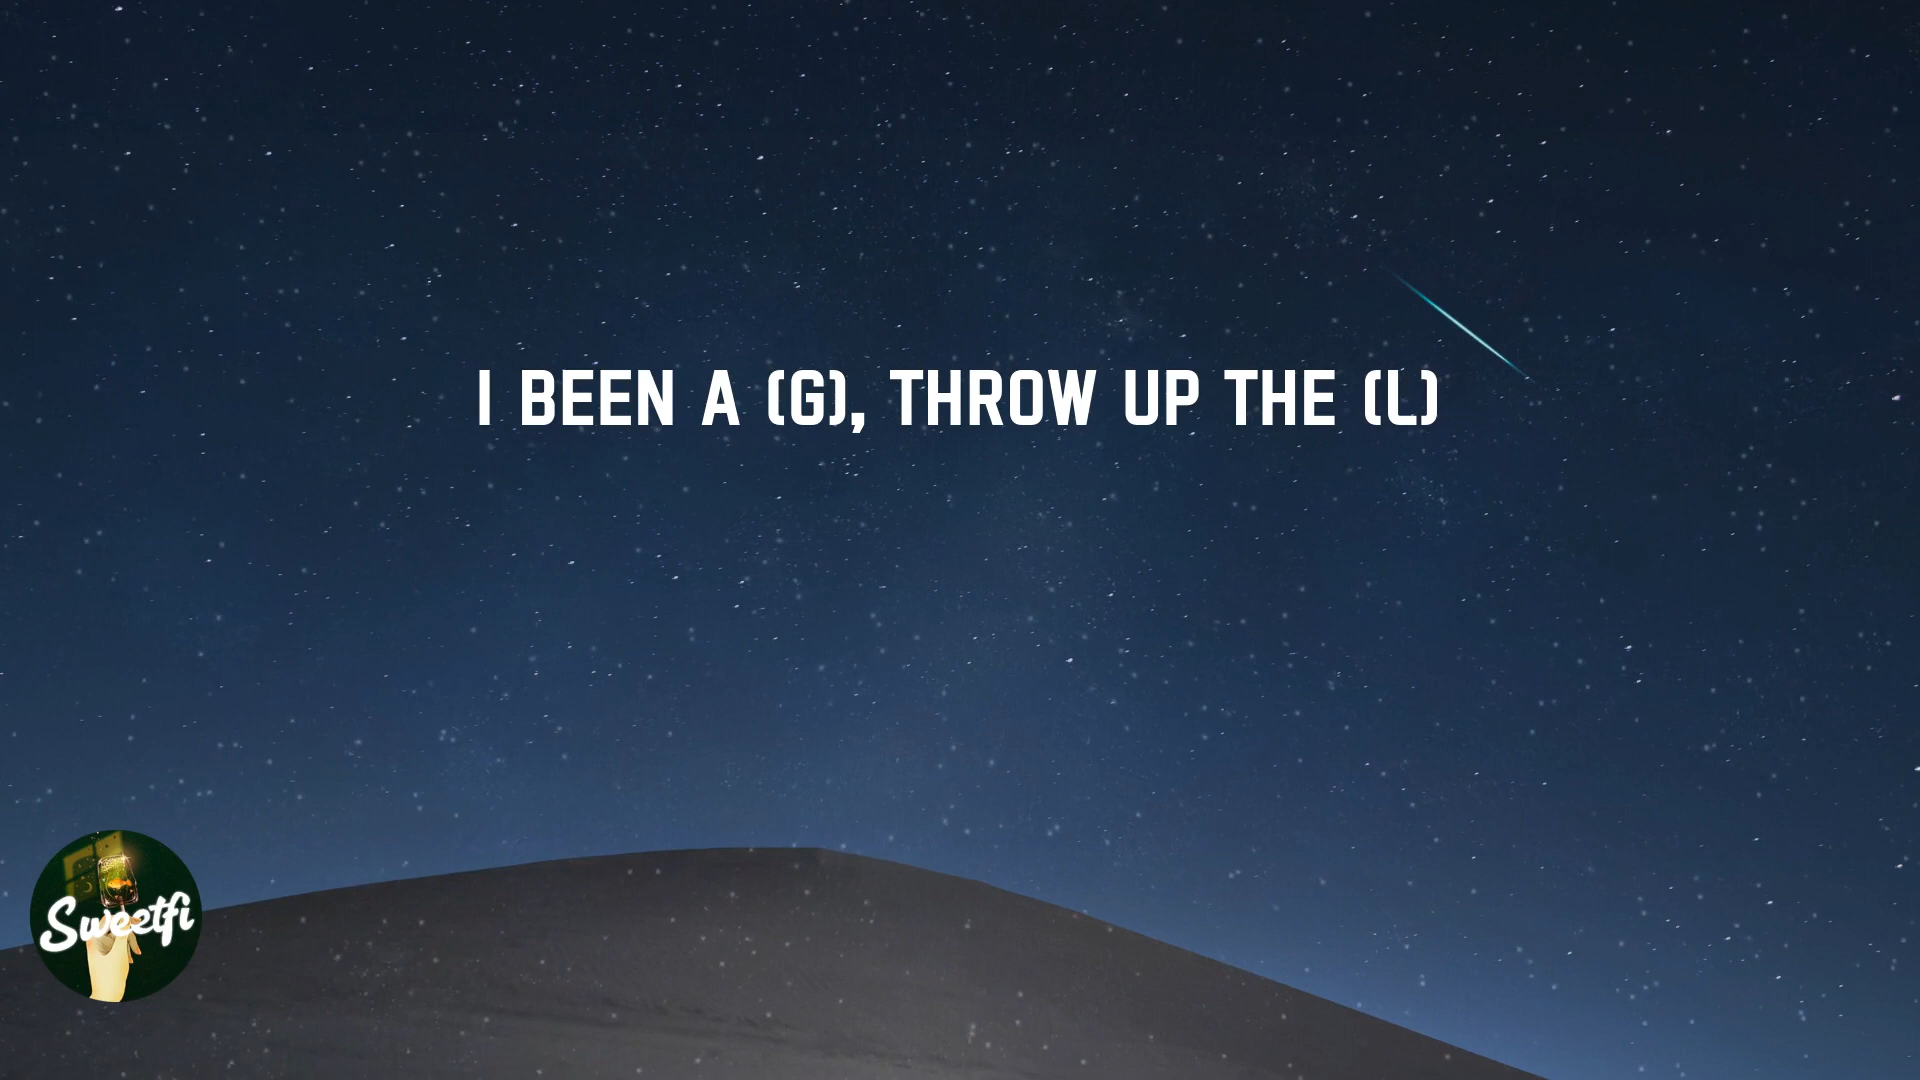 I BEEN A (G), THROW UP THE (L)
Sweetfi